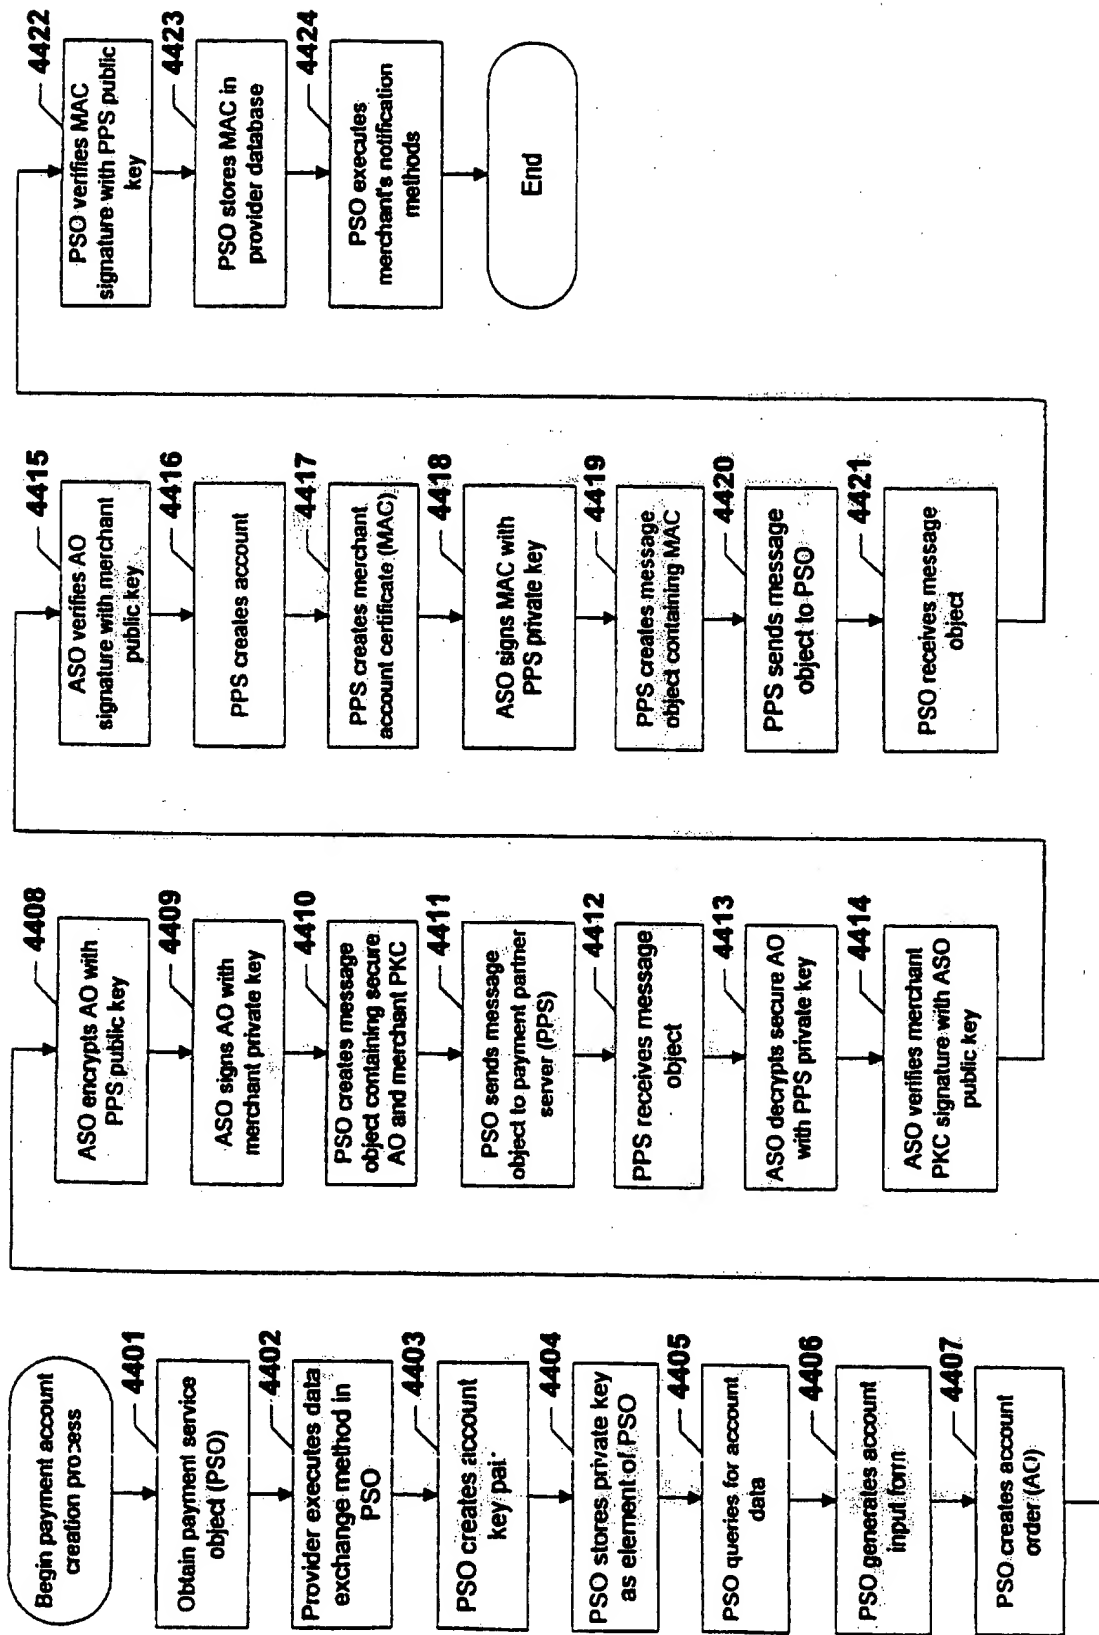 Begin payment account
creation process
4401
Obtain payment service
object (PSO)
4402
Provider executes data
exchange method in
PSO
4403
PSO creates account
key
4404
PSO stores private key
as element of PSO
4405
PSO queries for account
data
4406
PSO generates account
input form
4407
PSO creates account
order (AO)
4408
ASO encrypts AO with
PPS public key
4409
ASO signs AO with
merchant private key
4410
PSO creates message
object containing secure
AO and merchant PKC
4411
PSO sends message
object to payment partner
server (PPS)
4412
PPS receives message
object
4413
ASO decrypts secure AO
with PPS private key
4414
ASO verifies merchant
PKC signature with ASO
public key
4415
ASO verifies AO
signature with merchant
public key
4416
PPS creates account
4417
PPS creates merchant
account certificate (MAC)
4418
ASO signs MAC with
PPS private key
4419
PPS creates message
object containing MAC
4420
PPS sends message
object to PSO
4421
PSO receives message
object
4422
PSO verifies MAC
signature with PPS public
key
4423
PSO stores MAC in
provider database
4424
PSO executes
merchant's notification
methods
End